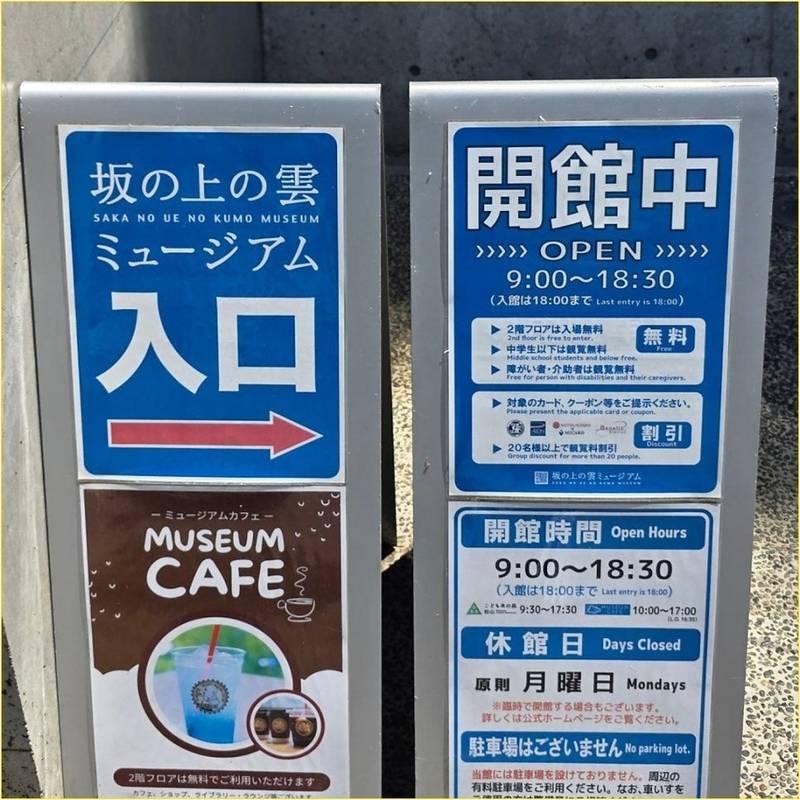 坂の上の雲
SAKA NO UE NO KUMO MUSEUM
ミュージアム
入口
ーミュージアムカフェー
MUSEUM
CAFE
2階フロアは無料でご利用いただけます
開館中
>>>>> OPEN >>>>>
9:00～18:30
(入館は18:00まで Last entry is 18:00)
▶ 2階フロアは入場無料
2nd floor is free to enter.
▶ 中学生以下は観覧無料
Middle school students and below free.
▶ 障がい者・介助者は観覧無料
Free for person with disabilities and their caregivers.
無料
Free
▶ 対象のカード、クーポン等をご提示ください。
Please present the applicable card or coupon.
▶ 20名様以上で観覧料割引
Group discount for more than 20 people.
割引
Discount
坂の上の雲ミュージアム
SAKA NO UE NO KUMO MUSEUM
開館時間 Open Hours
9:00～18:30
(入館は18:00まで Last entry is 18:00)
9:30～17:30
MUSEUM CAFE 10:00～17:00
(L.O. 16:30)
休館日 Days Closed
原則 月曜日 Mondays
※臨時で開館する場合もございます。
詳しくは公式ホームページをご覧ください。
駐車場はございません No parking lot.
当館には駐車場を設けておりません。周辺の
有料駐車場をご利用ください。なお、車いすを